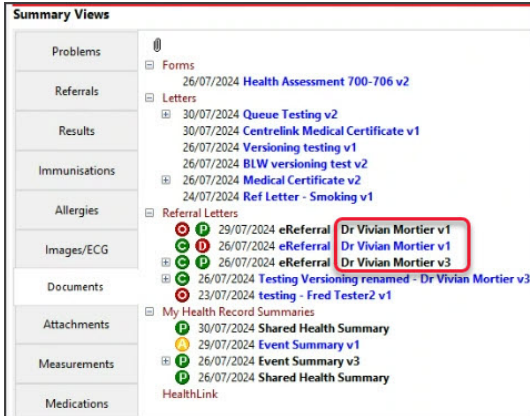 Summary Views
Problems
Referrals
Results
Immunisations
Allergies
Images/ECG
Documents
Attachments
Measurements
Medications
Forms
26/07/2024 Health Assessment 700-706 v2
Letters
30/07/2024 Queue Testing v2
30/07/2024 Centrelink Medical Certificate v1
26/07/2024 Versioning testing v1
26/07/2024 BLW versioning test v2
26/07/2024 Medical Certificate v2
24/07/2024 Ref Letter - Smoking v1
Referral Letters
O P 29/07/2024 eReferral Dr Vivian Mortier v1
C D 26/07/2024 eReferral Dr Vivian Mortier v1
C P 26/07/2024 eReferral Dr Vivian Mortier v3
C 26/07/2024 Testing Versioning renamed - Dr Vivian Mortier v3
O 23/07/2024 testing - Fred Tester2 v1
My Health Record Summaries
P 30/07/2024 Shared Health Summary
A 29/07/2024 Event Summary v1
P 26/07/2024 Event Summary v3
P 26/07/2024 Shared Health Summary
HealthLink